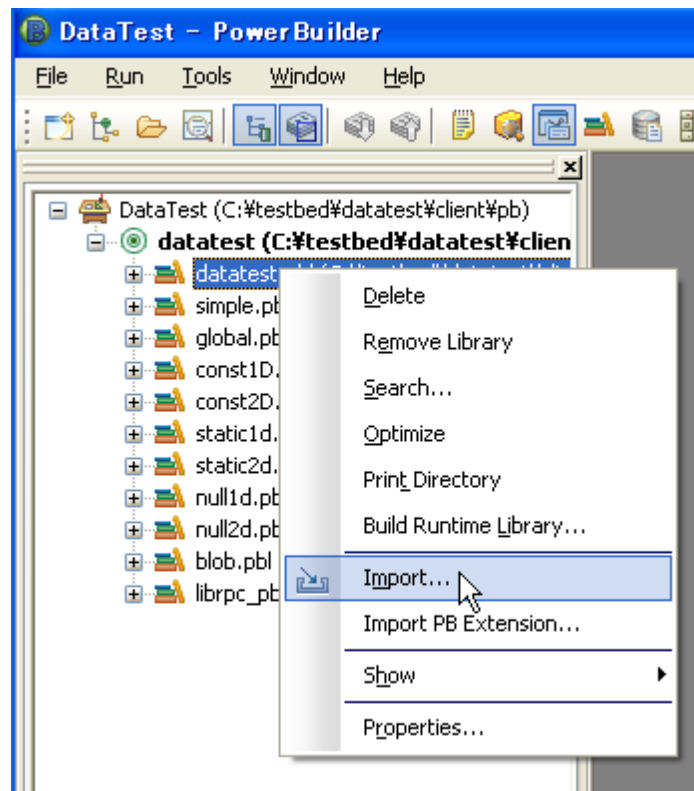 DataTest - PowerBuilder
File Run Tools Window Help
DataTest (C:¥testbed¥datatest¥client¥pb)
datatest (C:¥testbed¥datatest¥clien
datatest
simple.pb
global.pb
const1D.
const2D.
static1d.
static2d.
null1d.pb
null2d.pb
blob.pbl
librpc_pb
Delete
Remove Library
Search...
Optimize
Print Directory
Build Runtime Library...
Import...
Import PB Extension...
Show
Properties...